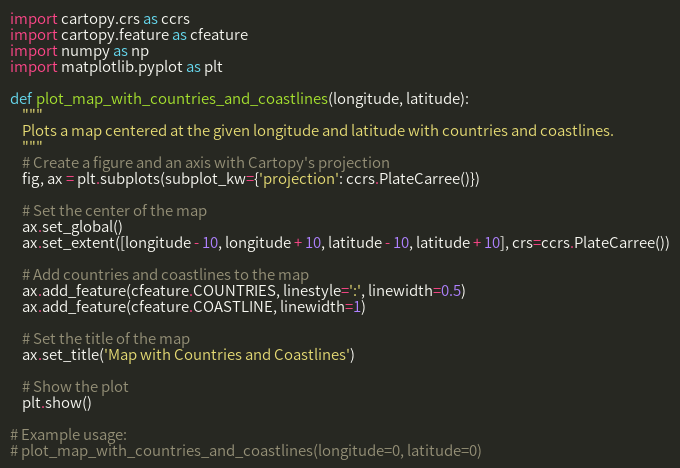 import cartopy.crs as ccrs
import cartopy.feature as cfeature
import numpy as np
import matplotlib.pyplot as plt

def plot_map_with_countries_and_coastlines(longitude, latitude):
    """
    Plots a map centered at the given longitude and latitude with countries and coastlines.
    """
    # Create a figure and an axis with Cartopy's projection
    fig, ax = plt.subplots(subplot_kw={'projection': ccrs.PlateCarree()})

    # Set the center of the map
    ax.set_global()
    ax.set_extent([longitude - 10, longitude + 10, latitude - 10, latitude + 10], crs=ccrs.PlateCarree())

    # Add countries and coastlines to the map
    ax.add_feature(cfeature.COUNTRIES, linestyle=':', linewidth=0.5)
    ax.add_feature(cfeature.COASTLINE, linewidth=1)

    # Set the title of the map
    ax.set_title('Map with Countries and Coastlines')

    # Show the plot
    plt.show()

# Example usage:
# plot_map_with_countries_and_coastlines(longitude=0, latitude=0)